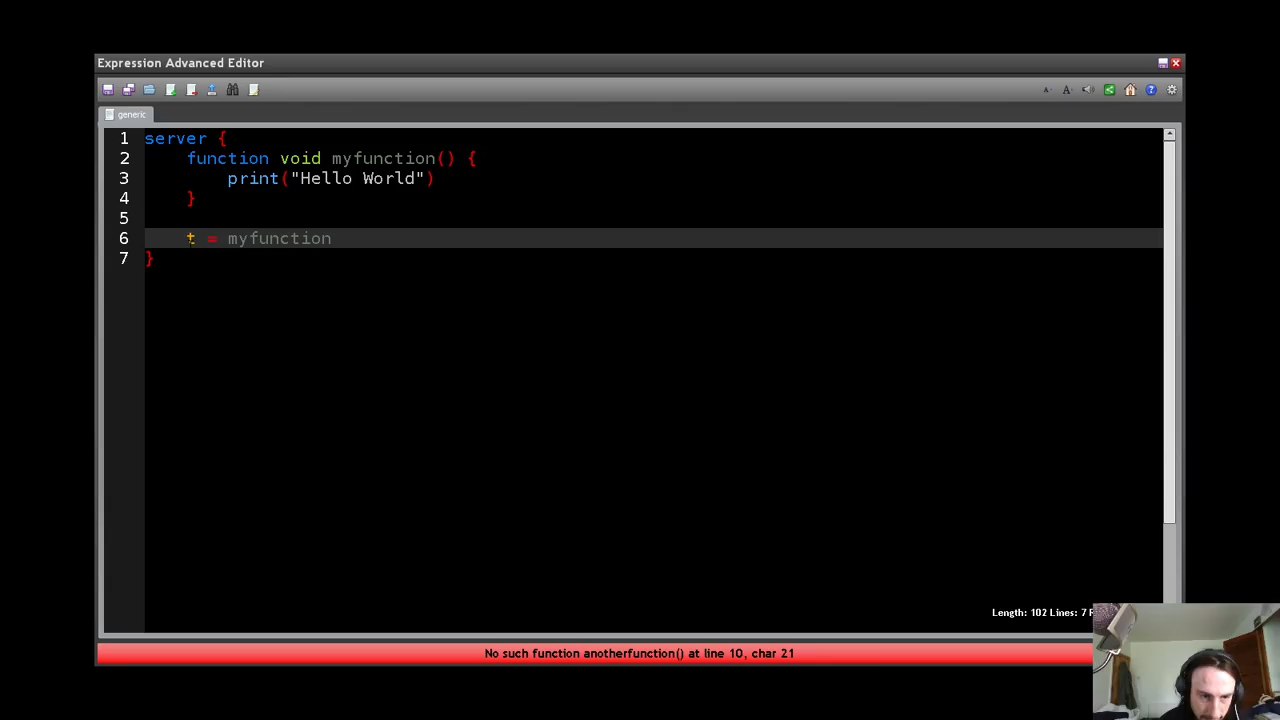 Expression Advanced Editor
generic
1 server {
2 function void myfunction() {
3 print("Hello World")
4 }
5
6 t = myfunction
7 }
Length: 102 Lines: 7
No such function anotherfunction() at line 10, char 21